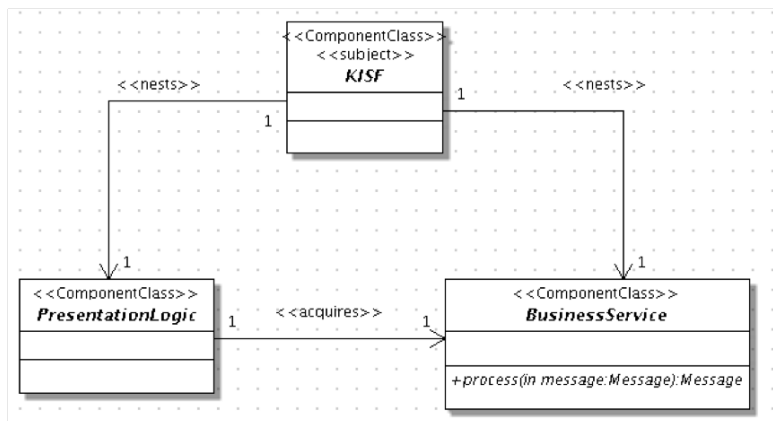 <<ComponentClass>>
<<subject>>
KISF
<<nests>>
<<nests>>
1
1
1
1
<<ComponentClass>>
PresentationLogic
<<acquires>>
1
1
<<ComponentClass>>
BusinessService
+process(in message:Message):Message